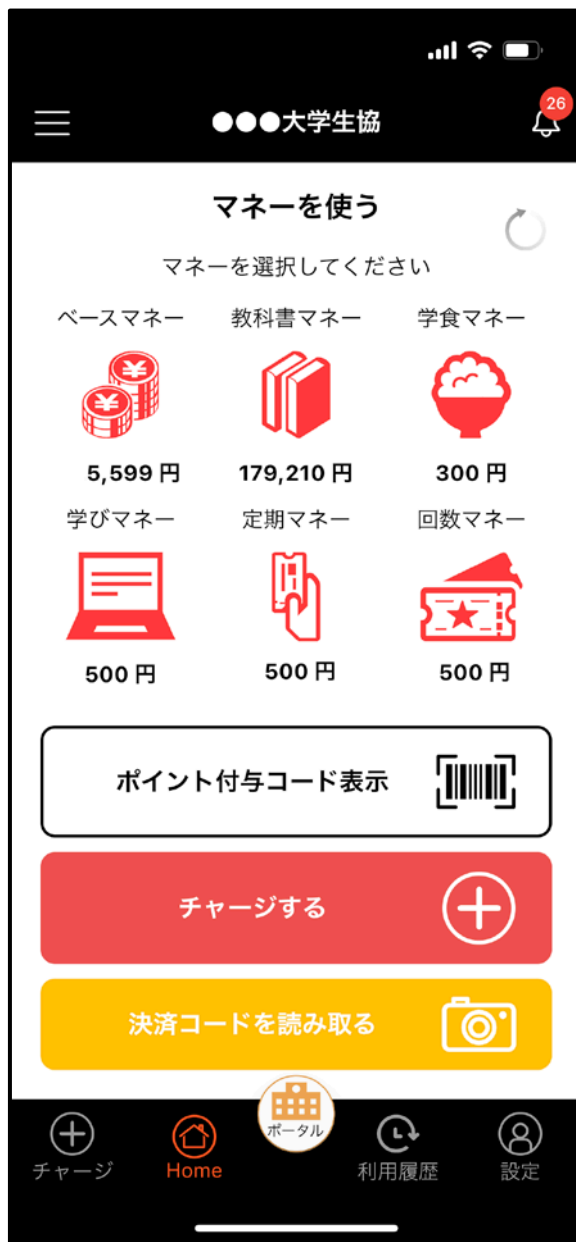 ●●●大学生協
26
マネーを使う
マネーを選択してください
ベースマネー 教科書マネー 学食マネー
5,599 円 179,210 円 300 円
学びマネー 定期マネー 回数マネー
500 円 500 円 500 円
ポイント付与コード表示
チャージする
決済コードを読み取る
チャージ Home ポータル 利用履歴 設定